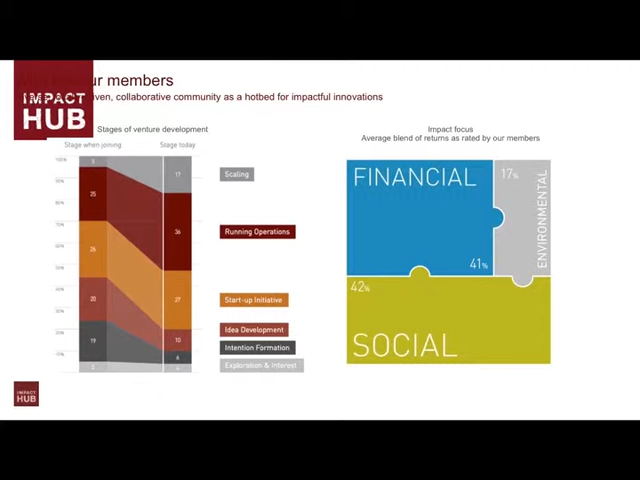 ur members
ven, collaborative community as a hotbed for impactful innovations
IMPACT
HUB
Stages of venture development
Stage when joining
Stage today
100%
90%
80%
70%
60%
50%
40%
30%
20%
10%
5
25
26
20
19
17
36
27
10
6
Scaling
Running Operations
Start-up Initiative
Idea Development
Intention Formation
Exploration & Interest
Impact focus
Average blend of returns as rated by our members
FINANCIAL
41%
17%
ENVIRONMENTAL
42%
SOCIAL
IMPACT
HUB